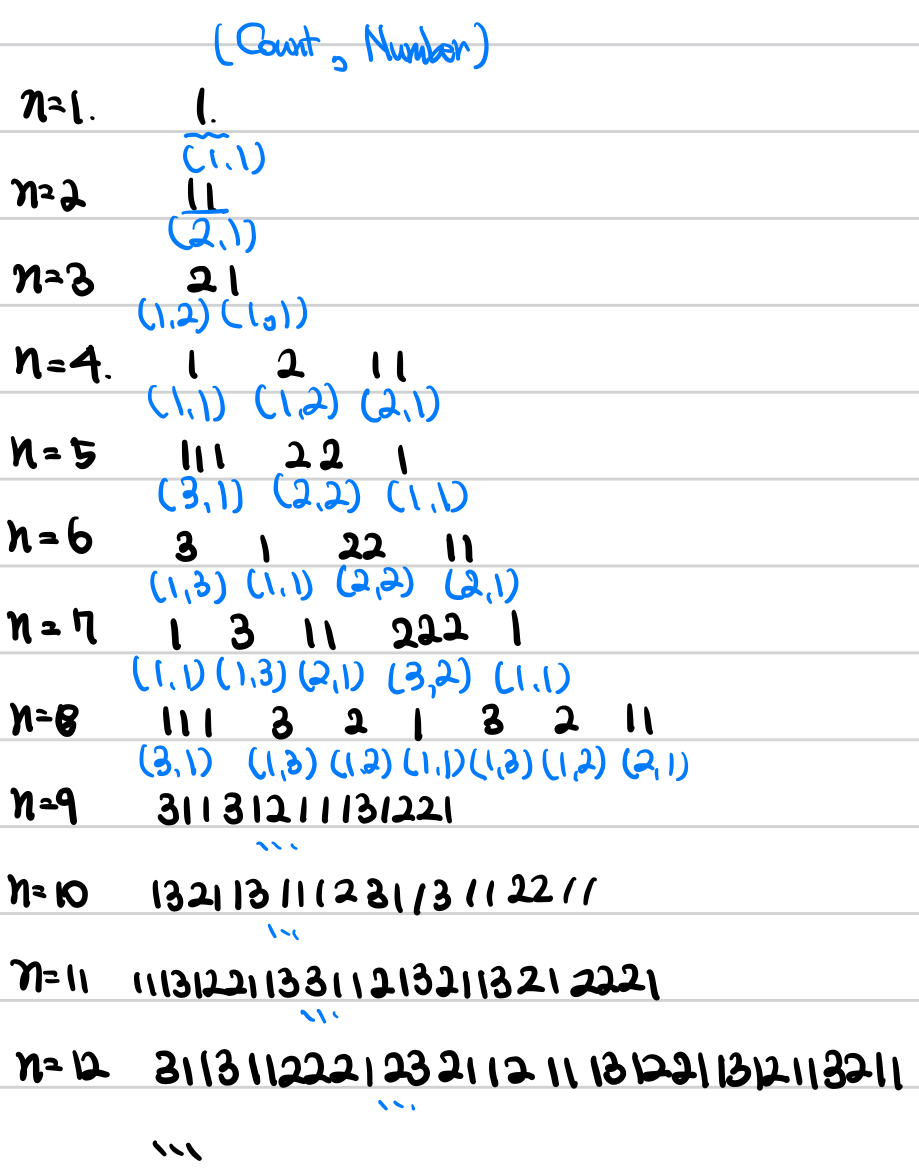 (Count, Number)
n=1. 1.
(1,1)
n=2 11
(2,1)
n=3 21
(1,2) (1,1)
n=4. 1 2 11
(1,1) (1,2) (2,1)
n=5 111 22 1
(3,1) (2,2) (1,1)
n=6 3 1 22 11
(1,3) (1,1) (2,2) (2,1)
n=7 1 3 11 222 1
(1,1) (1,3) (2,1) (3,2) (1,1)
n=8 111 3 2 1 3 2 11
(3,1) (1,3) (1,2) (1,1) (1,3) (1,2) (2,1)
n=9 31131211131221
...
n=10 13211311123113112211
...
n=11 11131221133112132113212221
...
n=12 3113112221232112111312211312113211
...
...